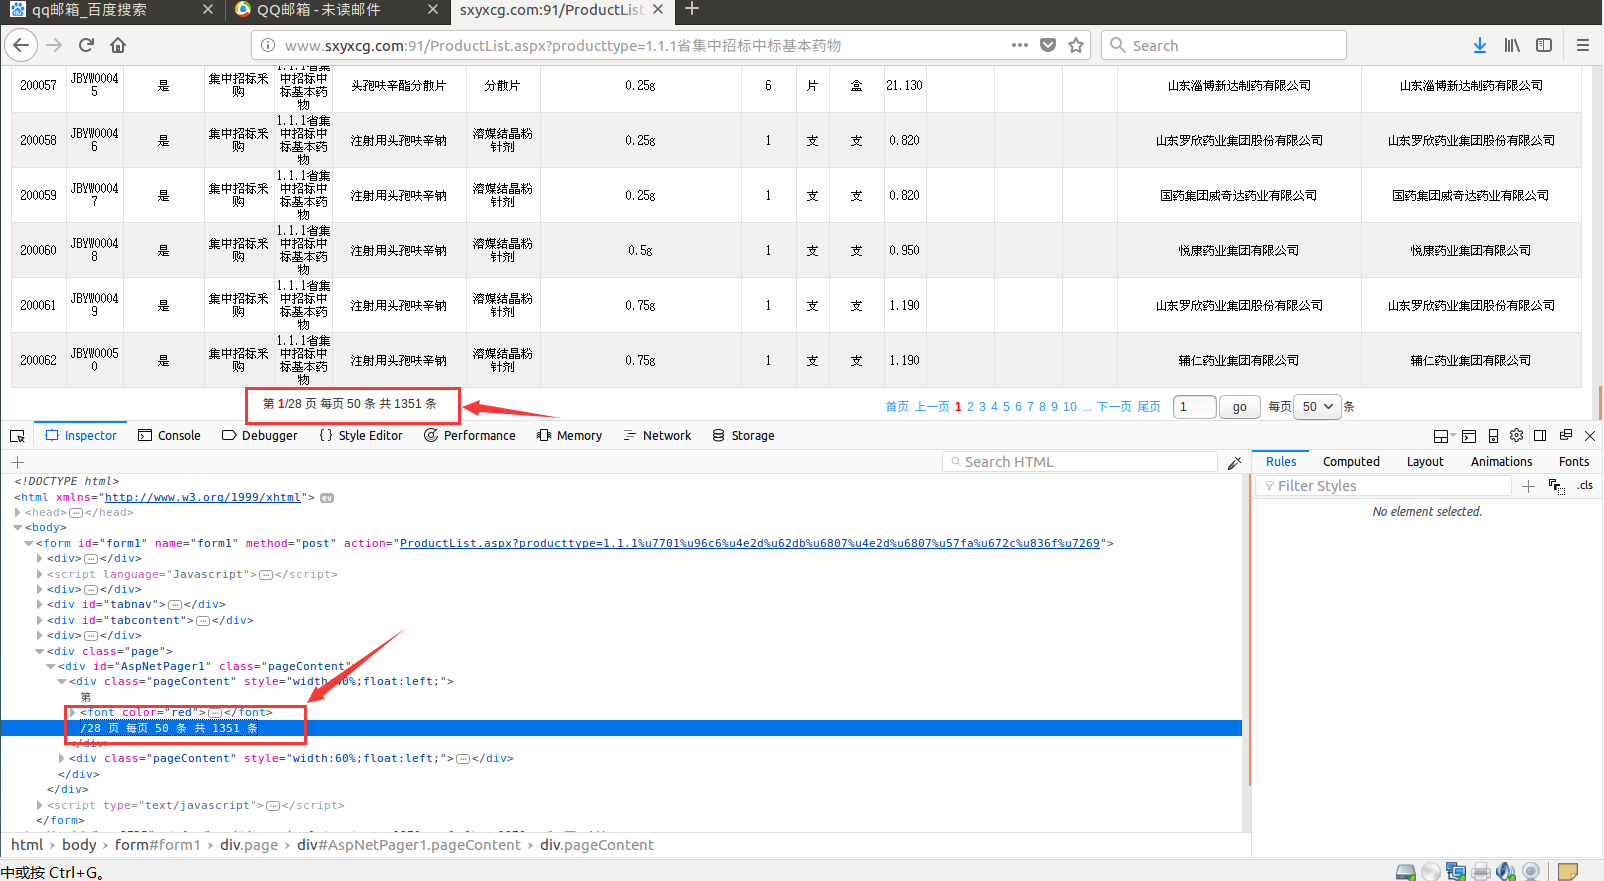 qq邮箱_百度搜索
QQ邮箱 - 未读邮件
sxyxcg.com:91/ProductList
www.sxyxcg.com:91/ProductList.aspx?producttype=1.1.1省集中招标中标基本药物
Search
200057 JBYW00045 是 集中招标采购 1.1.1省集中招标中标基本药物 头孢呋辛酯分散片 分散片 0.25g 6 片 盒 21.130 山东淄博新达制药有限公司 山东淄博新达制药有限公司
200058 JBYW00046 是 集中招标采购 1.1.1省集中招标中标基本药物 注射用头孢呋辛钠 溶媒结晶粉针剂 0.25g 1 支 支 0.820 山东罗欣药业集团股份有限公司 山东罗欣药业集团股份有限公司
200059 JBYW00047 是 集中招标采购 1.1.1省集中招标中标基本药物 注射用头孢呋辛钠 溶媒结晶粉针剂 0.25g 1 支 支 0.820 国药集团威奇达药业有限公司 国药集团威奇达药业有限公司
200060 JBYW00048 是 集中招标采购 1.1.1省集中招标中标基本药物 注射用头孢呋辛钠 溶媒结晶粉针剂 0.5g 1 支 支 0.950 悦康药业集团有限公司 悦康药业集团有限公司
200061 JBYW00049 是 集中招标采购 1.1.1省集中招标中标基本药物 注射用头孢呋辛钠 溶媒结晶粉针剂 0.75g 1 支 支 1.190 山东罗欣药业集团股份有限公司 山东罗欣药业集团股份有限公司
200062 JBYW00050 是 集中招标采购 1.1.1省集中招标中标基本药物 注射用头孢呋辛钠 溶媒结晶粉针剂 0.75g 1 支 支 1.190 辅仁药业集团有限公司 辅仁药业集团有限公司
第 1/28 页 每页 50 条 共 1351 条
首页 上一页 1 2 3 4 5 6 7 8 9 10 ... 下一页 尾页 1 go 每页 50 条
Inspector Console Debugger Style Editor Performance Memory Network Storage
Search HTML
Rules Computed Layout Animations Fonts
Filter Styles .cls
No element selected.
<!DOCTYPE html>
<html xmlns="http://www.w3.org/1999/xhtml"> ev
<head></head>
<body>
<form id="form1" name="form1" method="post" action="ProductList.aspx?producttype=1.1.1%u7701%u96c6%u4e2d%u62db%u6807%u4e2d%u6807%u57fa%u672c%u836f%u7269">
<div></div>
<script language="Javascript"></script>
<div></div>
<div id="tabnav"></div>
<div id="tabcontent"></div>
<div></div>
<div class="page">
<div id="AspNetPager1" class="pageContent">
<div class="pageContent" style="width:40%;float:left;">
第
<font color="red"></font>
/28 页 每页 50 条 共 1351 条
</div>
<div class="pageContent" style="width:60%;float:left;"></div>
</div>
</div>
<script type="text/javascript"></script>
</form>
html > body > form#form1 > div.page > div#AspNetPager1.pageContent > div.pageContent
中或按 Ctrl+G。